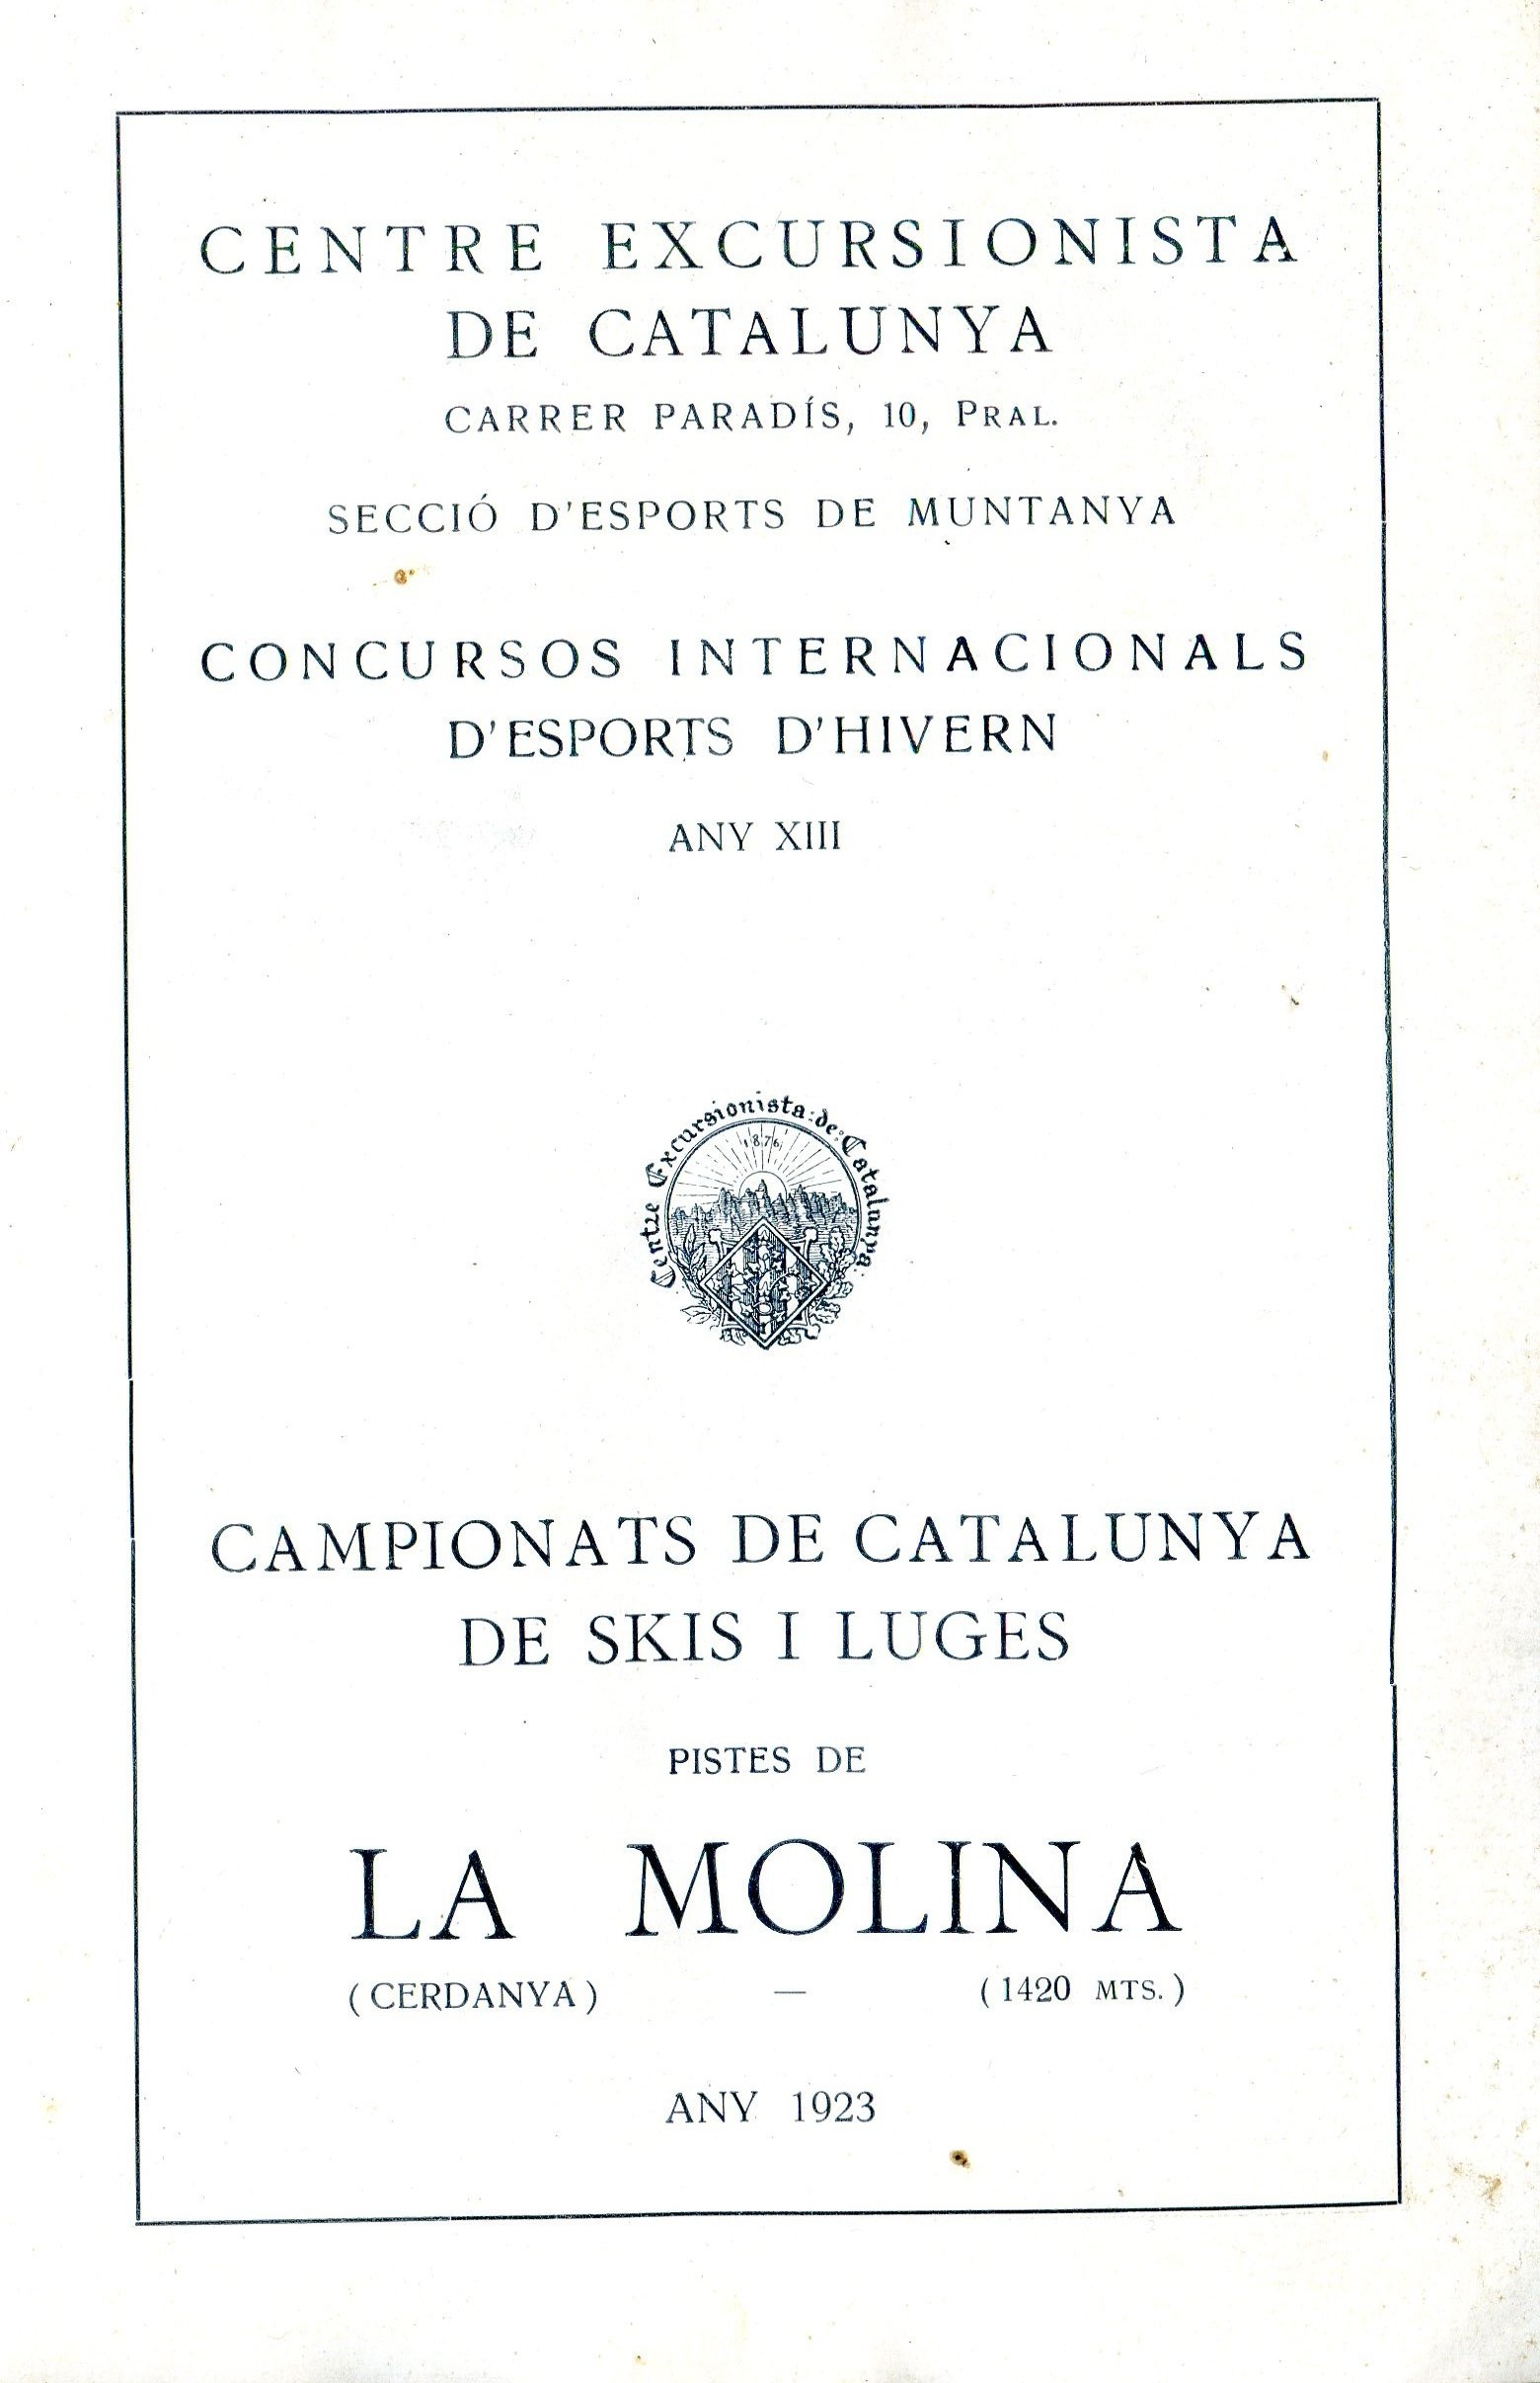 CENTRE EXCURSIONISTA
DE CATALUNYA
CARRER PARADÍS, 10, PRAL.
SECCIÓ D'ESPORTS DE MUNTANYA
CONCURSOS INTERNACIONALS
D'ESPORTS D'HIVERN
ANY XIII
Centre Excursionista de Catalunya
1876
CAMPIONATS DE CATALUNYA
DE SKIS I LUGES
PISTES DE
LA MOLINA
(CERDANYA) — (1420 MTS.)
ANY 1923